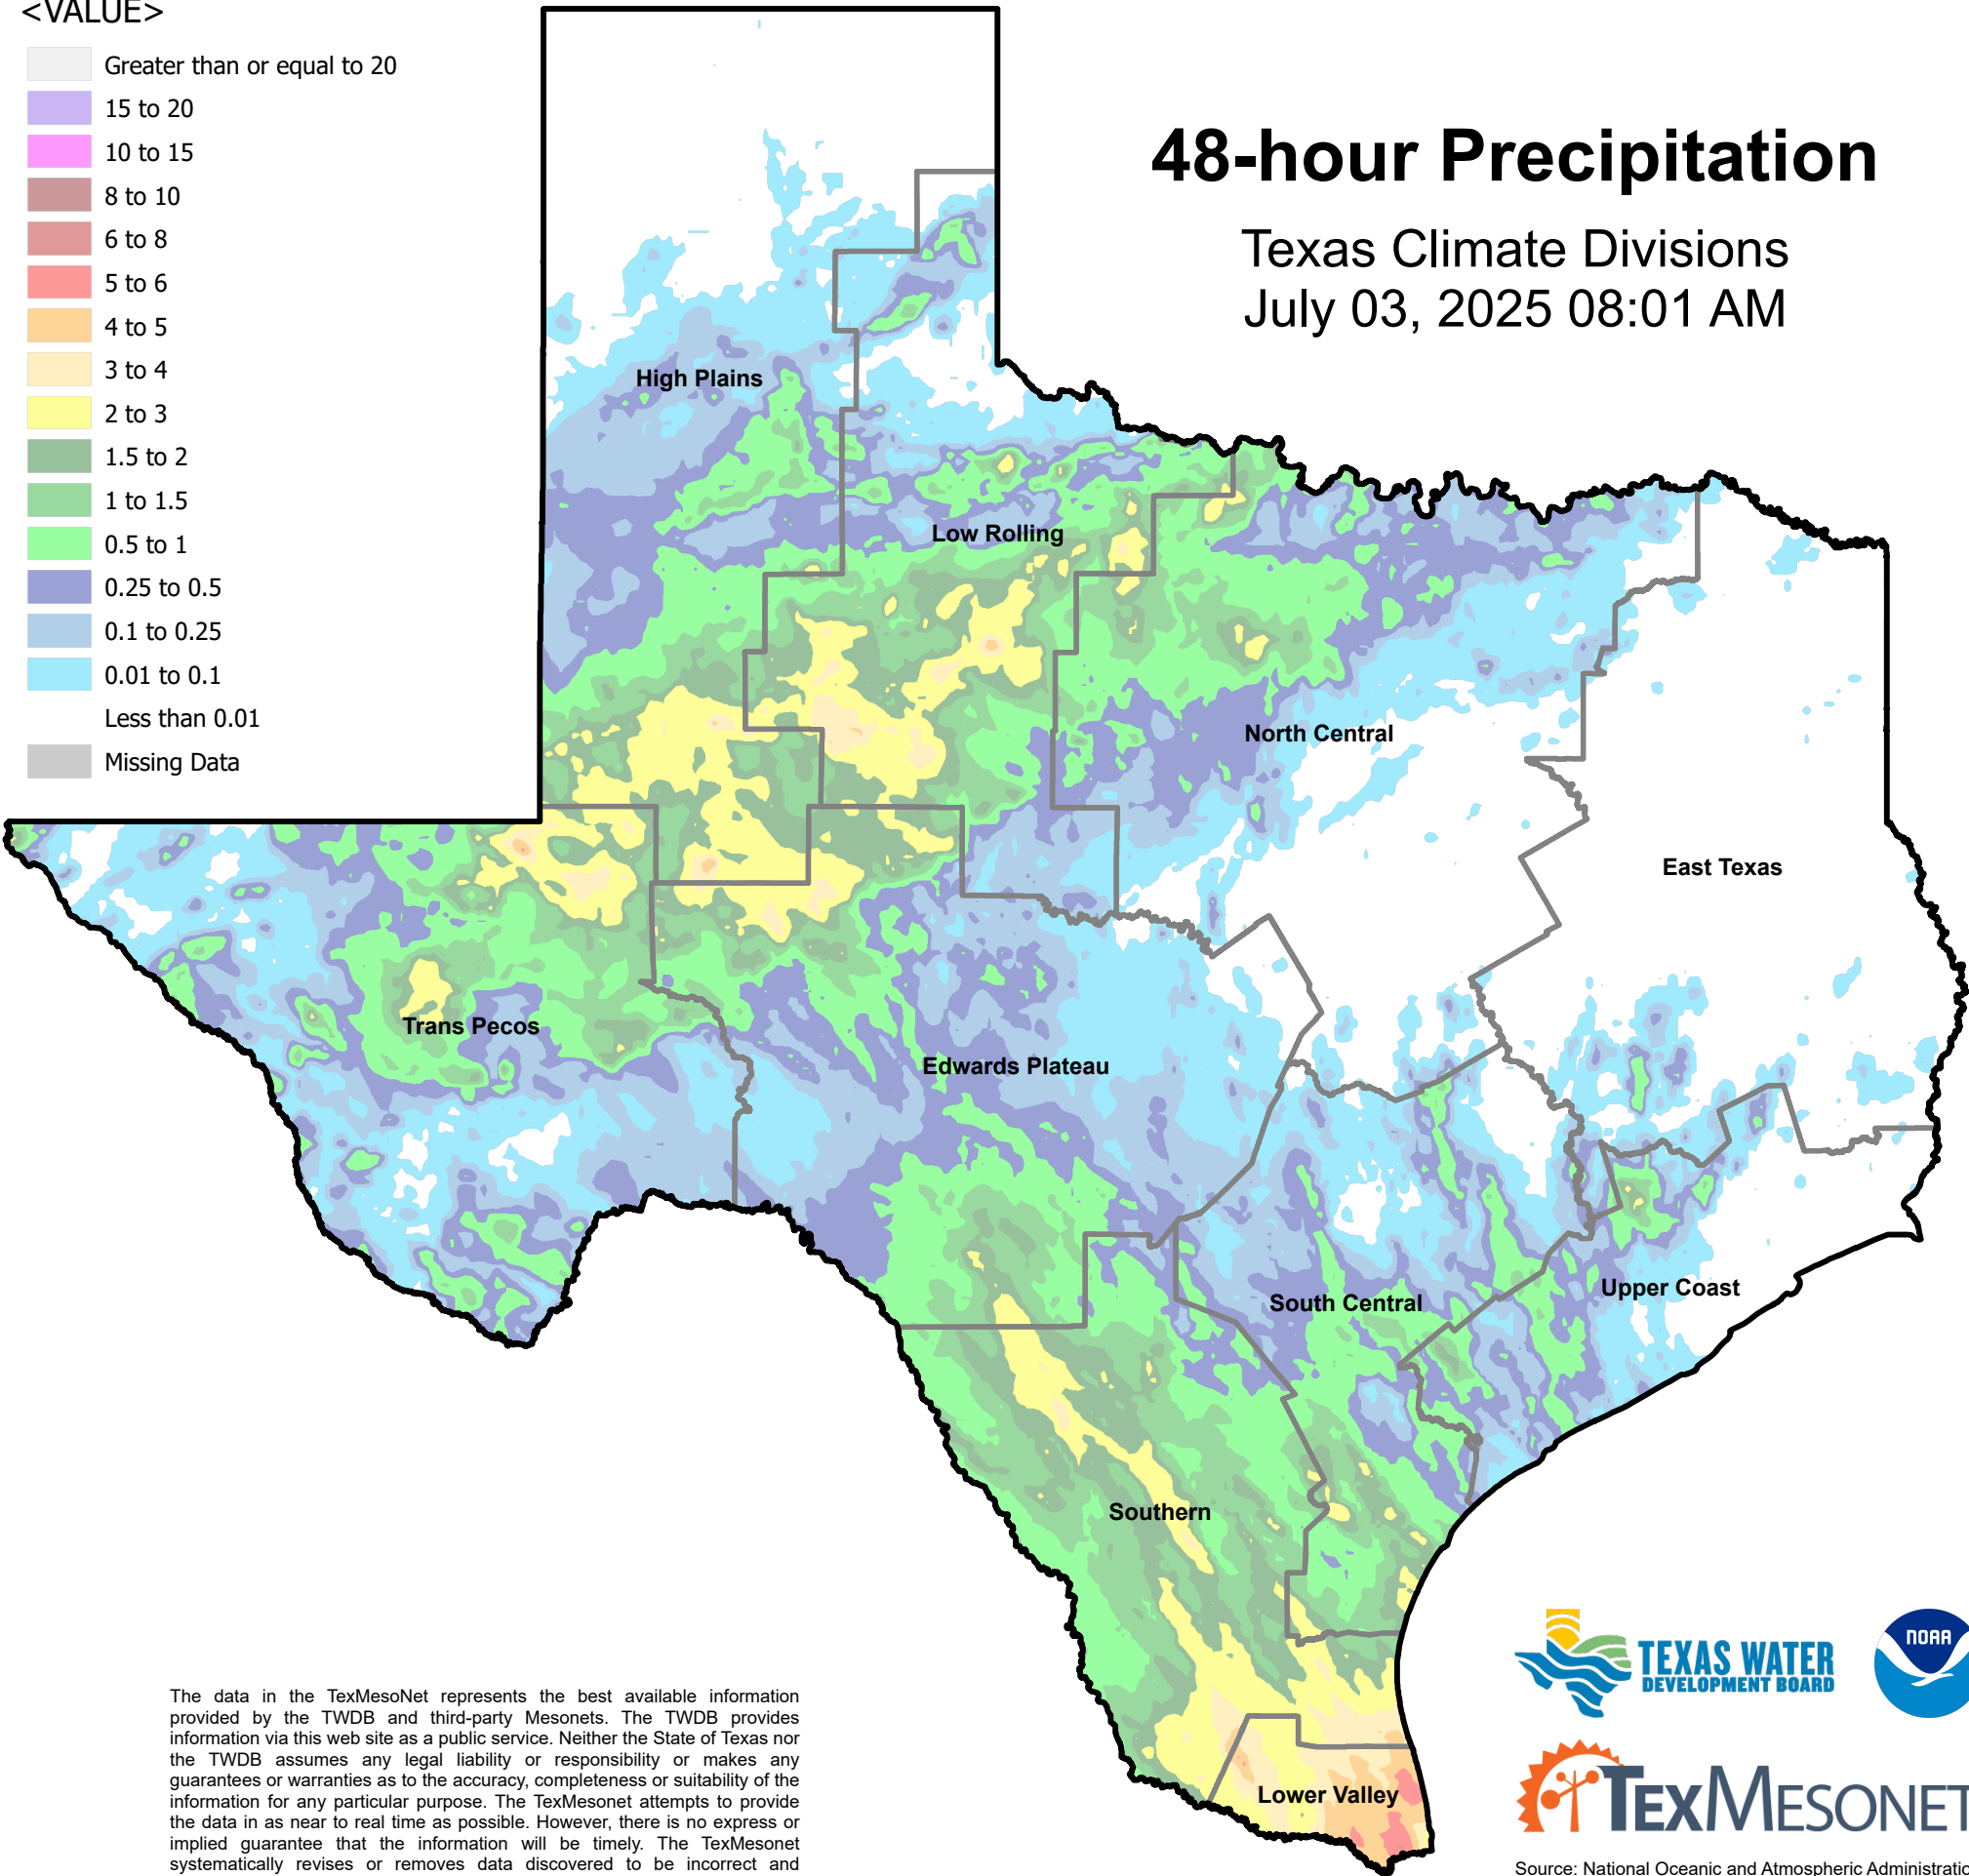 <VALUE>
Greater than or equal to 20
15 to 20
10 to 15
8 to 10
6 to 8
5 to 6
4 to 5
3 to 4
2 to 3
1.5 to 2
1 to 1.5
0.5 to 1
0.25 to 0.5
0.1 to 0.25
0.01 to 0.1
Less than 0.01
Missing Data
48-hour Precipitation
Texas Climate Divisions
July 03, 2025 08:01 AM
High Plains
Low Rolling
North Central
East Texas
Trans Pecos
Edwards Plateau
South Central
Upper Coast
Southern
Lower Valley
The data in the TexMesoNet represents the best available information
provided by the TWDB and third-party Mesonets. The TWDB provides
information via this web site as a public service. Neither the State of Texas nor
the TWDB assumes any legal liability or responsibility or makes any
guarantees or warranties as to the accuracy, completeness or suitability of the
information for any particular purpose. The TexMesonet attempts to provide
the data in as near to real time as possible. However, there is no express or
implied guarantee that the information will be timely. The TexMesonet
systematically revises or removes data discovered to be incorrect and
TEXAS WATER
DEVELOPMENT BOARD
NOAA
TEXMESONET
Source: National Oceanic and Atmospheric Administratio